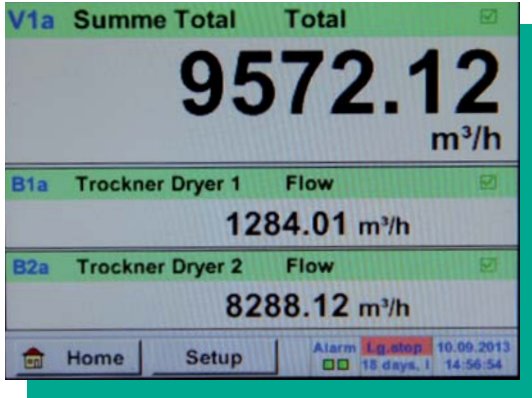 V1a Summe Total Total
9572.12
m³/h
B1a Trockner Dryer 1 Flow
1284.01 m³/h
B2a Trockner Dryer 2 Flow
8288.12 m³/h
Home Setup Alarm Lg.stop 10.09.2013
18 days, 14:56:54